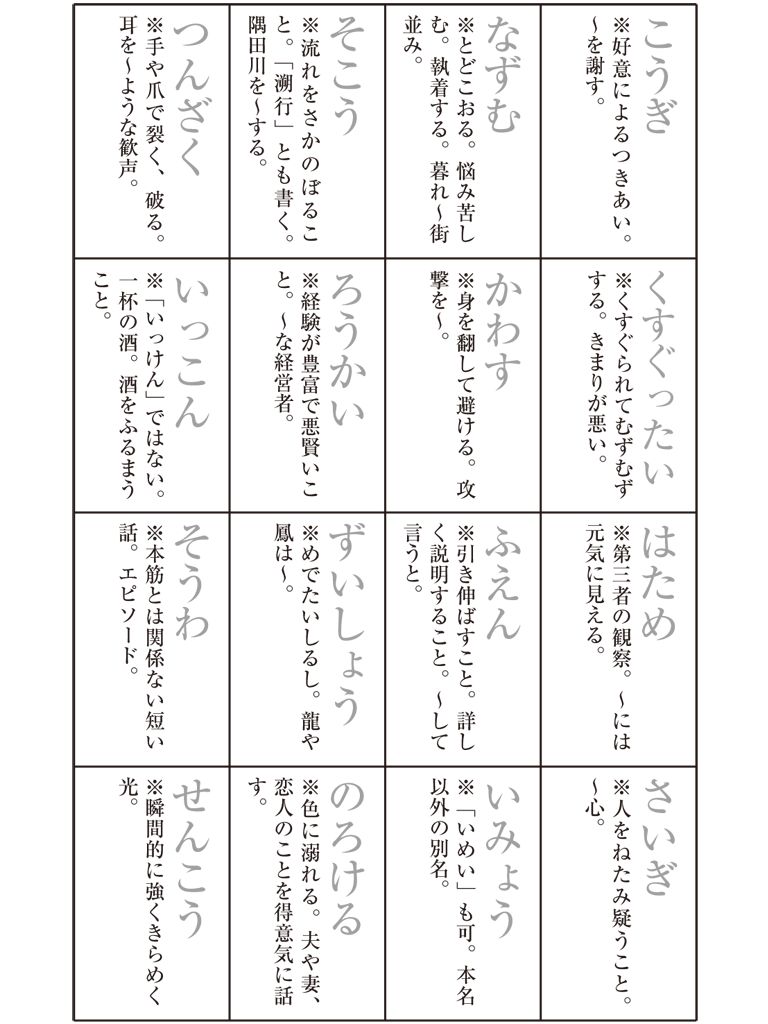 こうぎ
※好意によるつきあい。
〜を謝す。
なずむ
※とどこおる。悩み苦し
む。執着する。暮れ〜街
並み。
そこう
※流れをさかのぼるこ
と。「溯行」とも書く。
隅田川を〜する。
つんざく
※手や爪で裂く、破る。
耳を〜ような歓声。
くすぐったい
※くすぐられてむずむず
する。きまりが悪い。
かわす
※身を翻して避ける。攻
撃を〜。
ろうかい
※経験が豊富で悪賢いこ
と。〜な経営者。
いっこん
※「いっけん」ではない。
一杯の酒。酒をふるまう
こと。
はため
※第三者の観察。〜には
元気に見える。
ふえん
※引き伸ばすこと。詳し
く説明すること。〜して
言うと。
ずいしょう
※めでたいしるし。龍や
鳳は〜。
そうわ
※本筋とは関係ない短い
話。エピソード。
さいぎ
※人をねたみ疑うこと。
〜心。
いみょう
※「いめい」も可。本名
以外の別名。
のろける
※色に溺れる。夫や妻、
恋人のことを得意気に話
す。
せんこう
※瞬間的に強くきらめく
光。